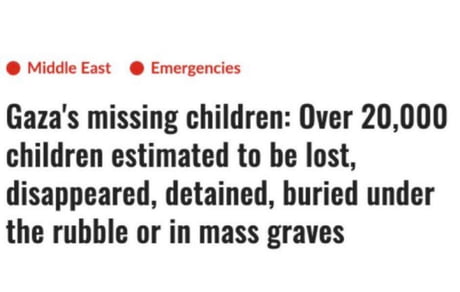 Middle East Emergencies
Gaza's missing children: Over 20,000
children estimated to be lost,
disappeared, detained, buried under
the rubble or in mass graves